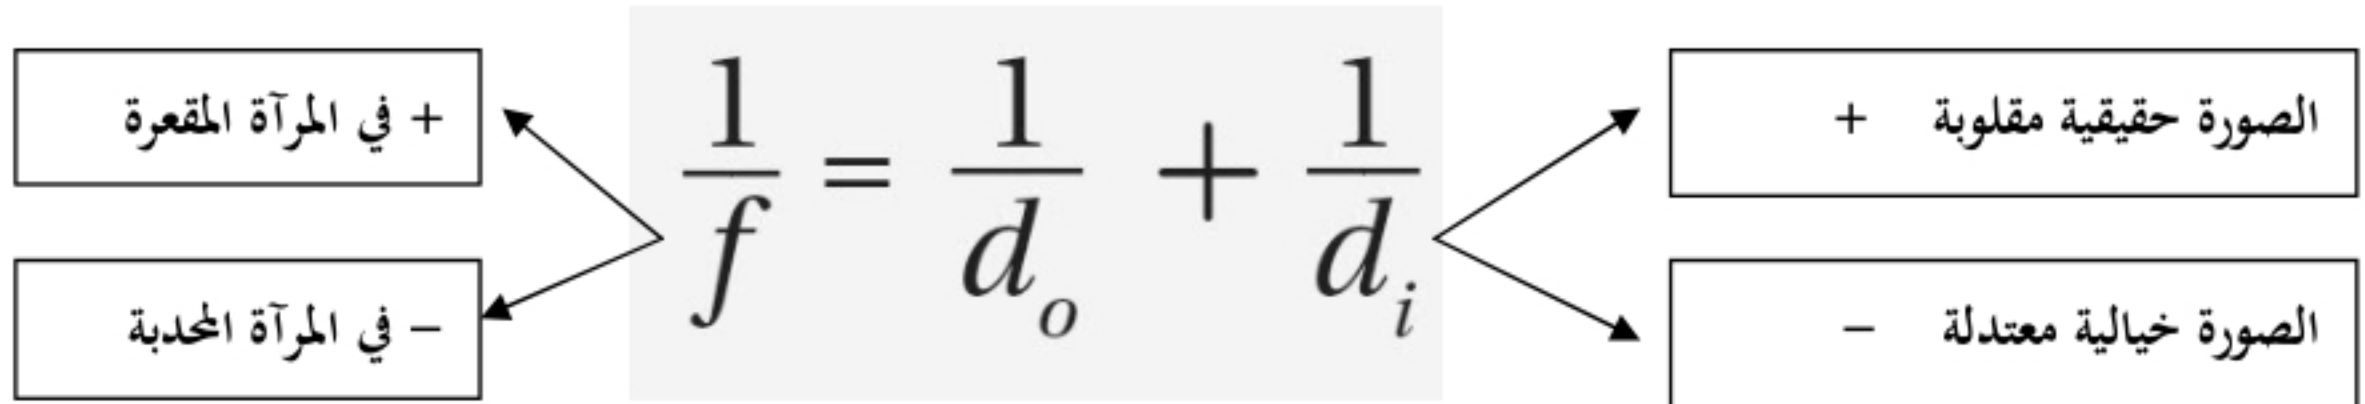 الصورة حقيقية مقلوبة +
1/f = 1/d_o + 1/d_i
+ في المرآة المقعرة
الصورة خيالية معتدلة −
− في المرآة المحدبة